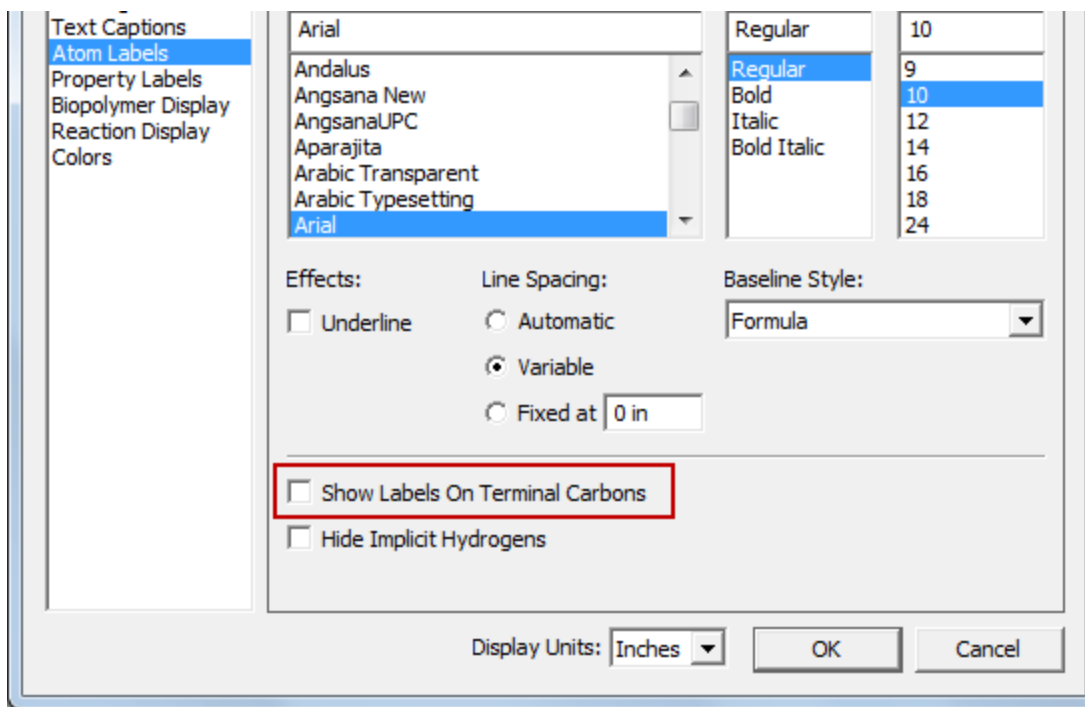 Text Captions
Atom Labels
Property Labels
Biopolymer Display
Reaction Display
Colors
Arial
Andalus
Angsana New
AngsanaUPC
Aparajita
Arabic Transparent
Arabic Typesetting
Arial
Regular
Regular
Bold
Italic
Bold Italic
10
9
10
12
14
16
18
24
Effects:
Underline
Line Spacing:
Automatic
Variable
Fixed at 0 in
Baseline Style:
Formula
Show Labels On Terminal Carbons
Hide Implicit Hydrogens
Display Units: Inches
OK
Cancel